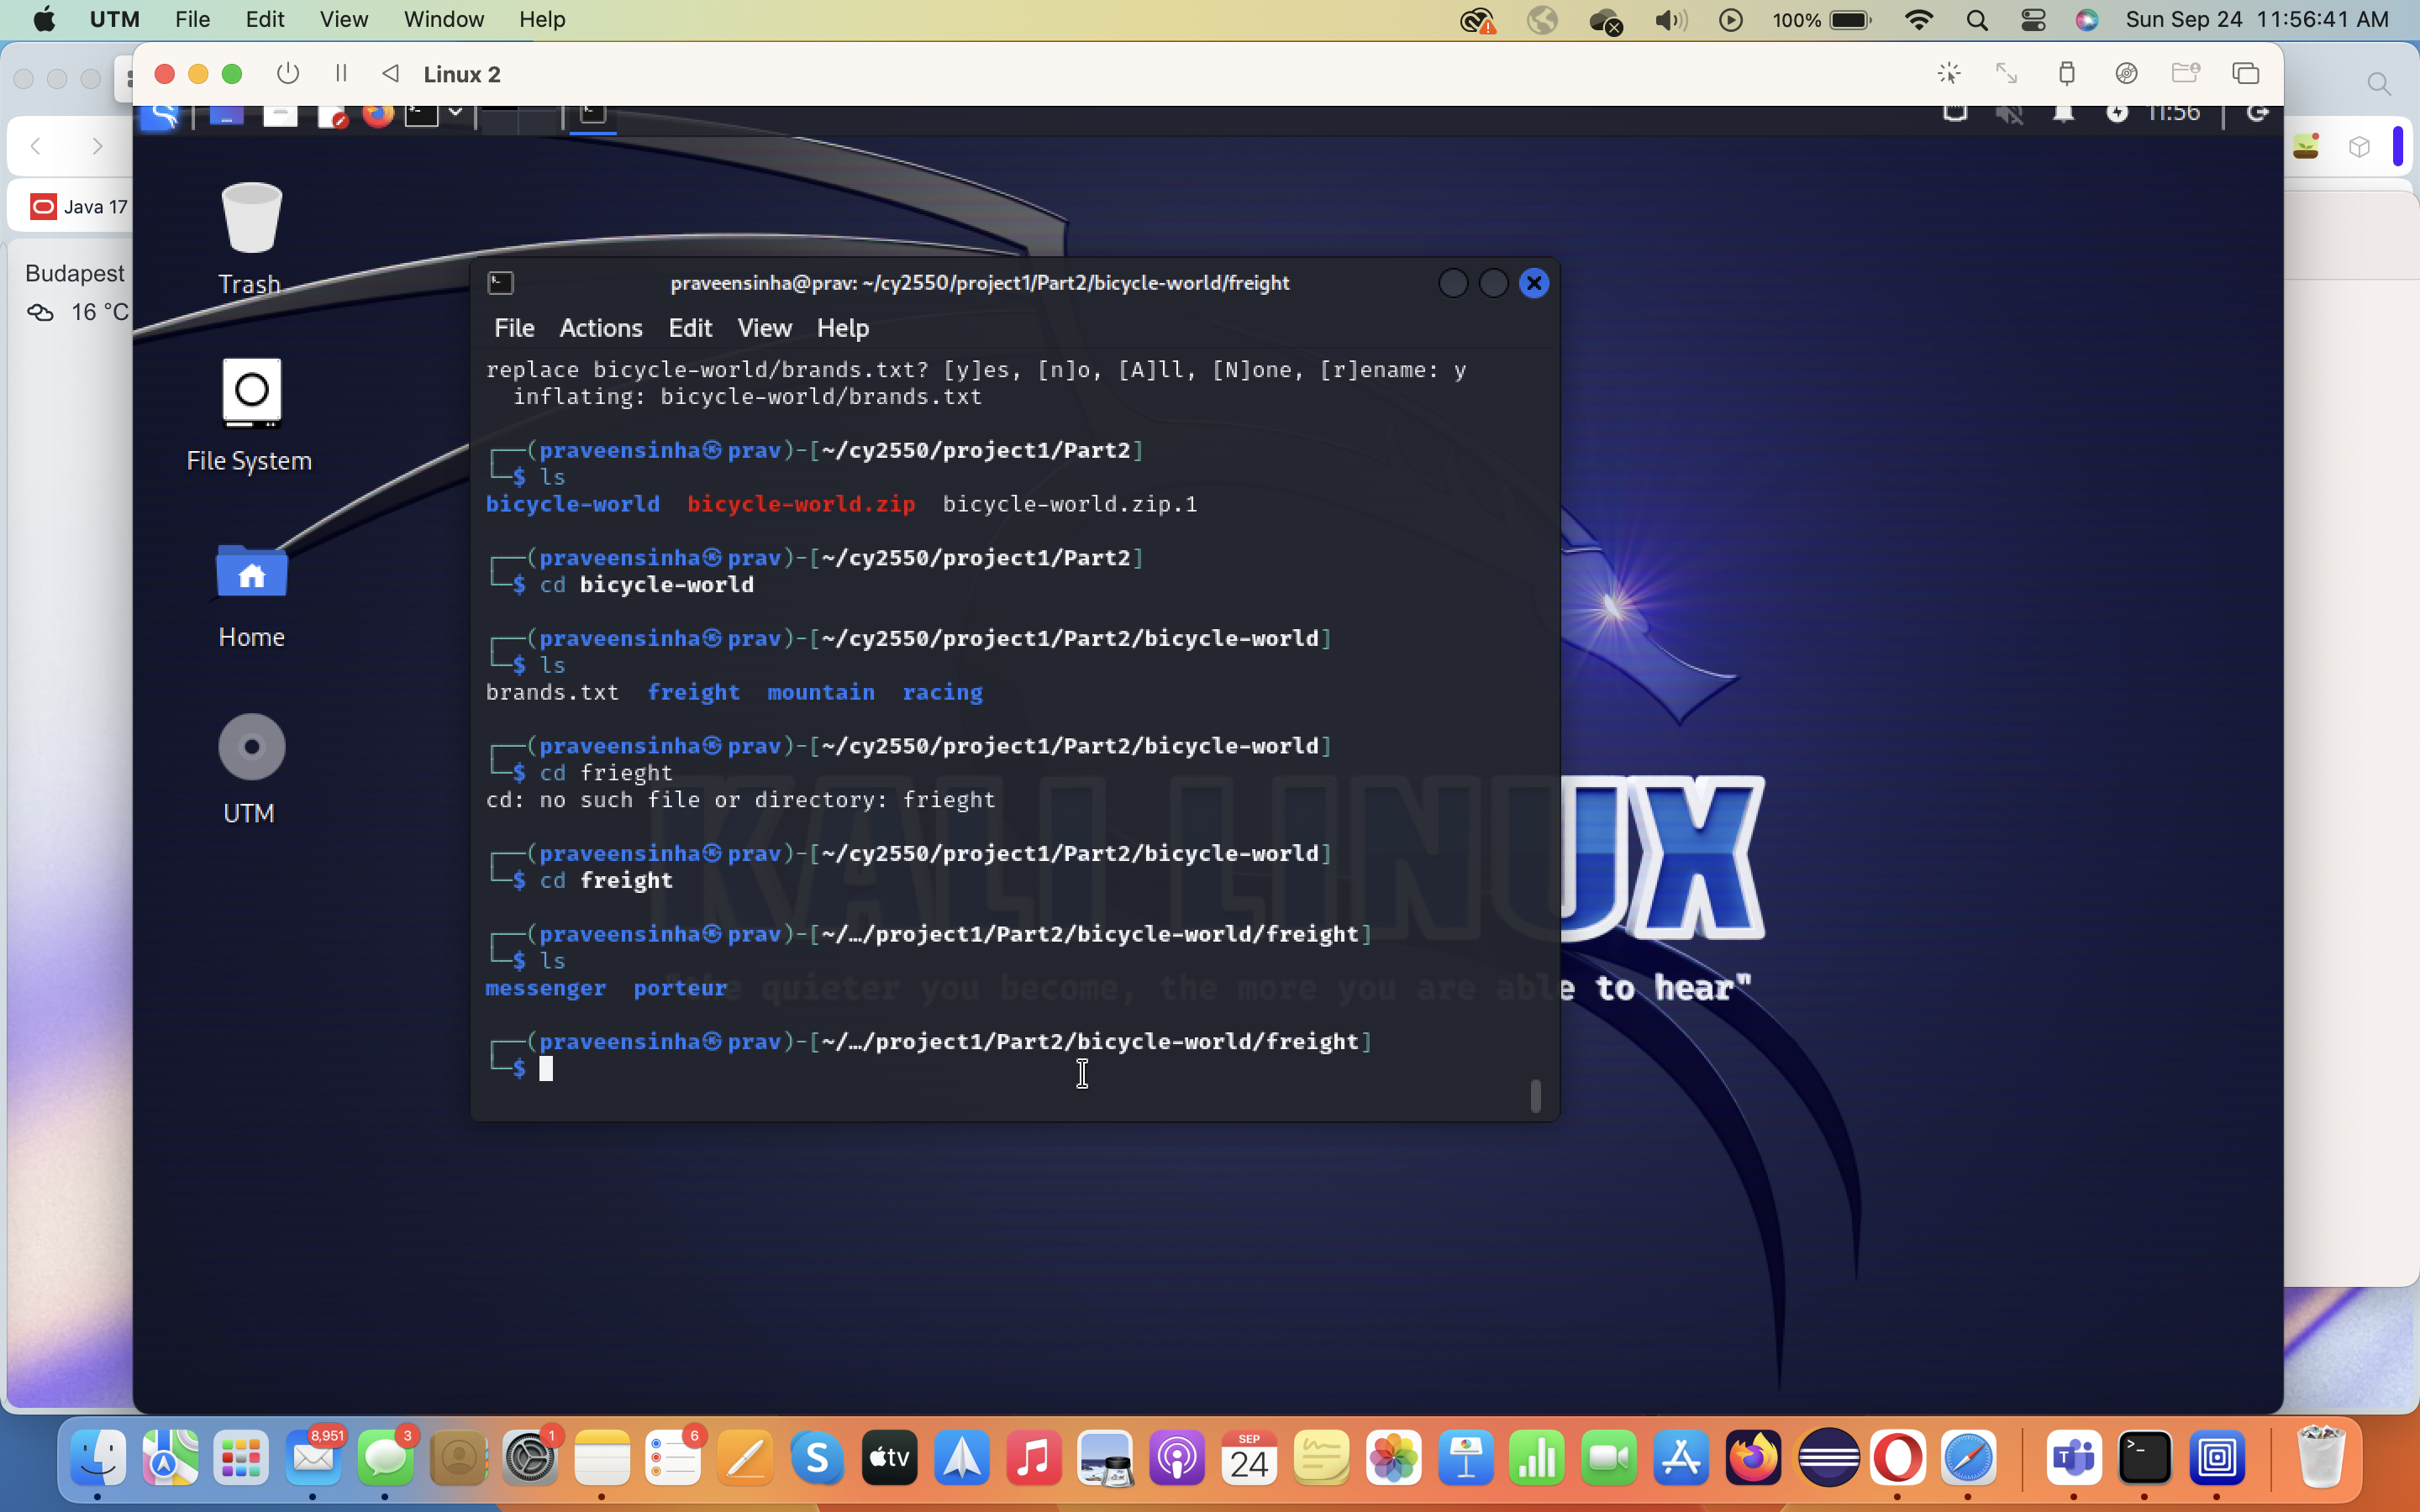 UTM File Edit View Window Help 100% Sun Sep 24 11:56:41 AM
Linux 2
11:56
Java 17
Budapest
16 °C
Trash
File System
Home
UTM
praveensinha@prav: ~/cy2550/project1/Part2/bicycle-world/freight
File Actions Edit View Help
replace bicycle-world/brands.txt? [y]es, [n]o, [A]ll, [N]one, [r]ename: y
  inflating: bicycle-world/brands.txt
┌──(praveensinha㉿prav)-[~/cy2550/project1/Part2]
└─$ ls
bicycle-world  bicycle-world.zip  bicycle-world.zip.1
┌──(praveensinha㉿prav)-[~/cy2550/project1/Part2]
└─$ cd bicycle-world
┌──(praveensinha㉿prav)-[~/cy2550/project1/Part2/bicycle-world]
└─$ ls
brands.txt  freight  mountain  racing
┌──(praveensinha㉿prav)-[~/cy2550/project1/Part2/bicycle-world]
└─$ cd frieght
cd: no such file or directory: frieght
┌──(praveensinha㉿prav)-[~/cy2550/project1/Part2/bicycle-world]
└─$ cd freight
┌──(praveensinha㉿prav)-[~/…/project1/Part2/bicycle-world/freight]
└─$ ls
messenger  porteur
┌──(praveensinha㉿prav)-[~/…/project1/Part2/bicycle-world/freight]
└─$
KALI LINUX
"the quieter you become, the more you are able to hear"
8,951 3 1 6
tv
SEP
24